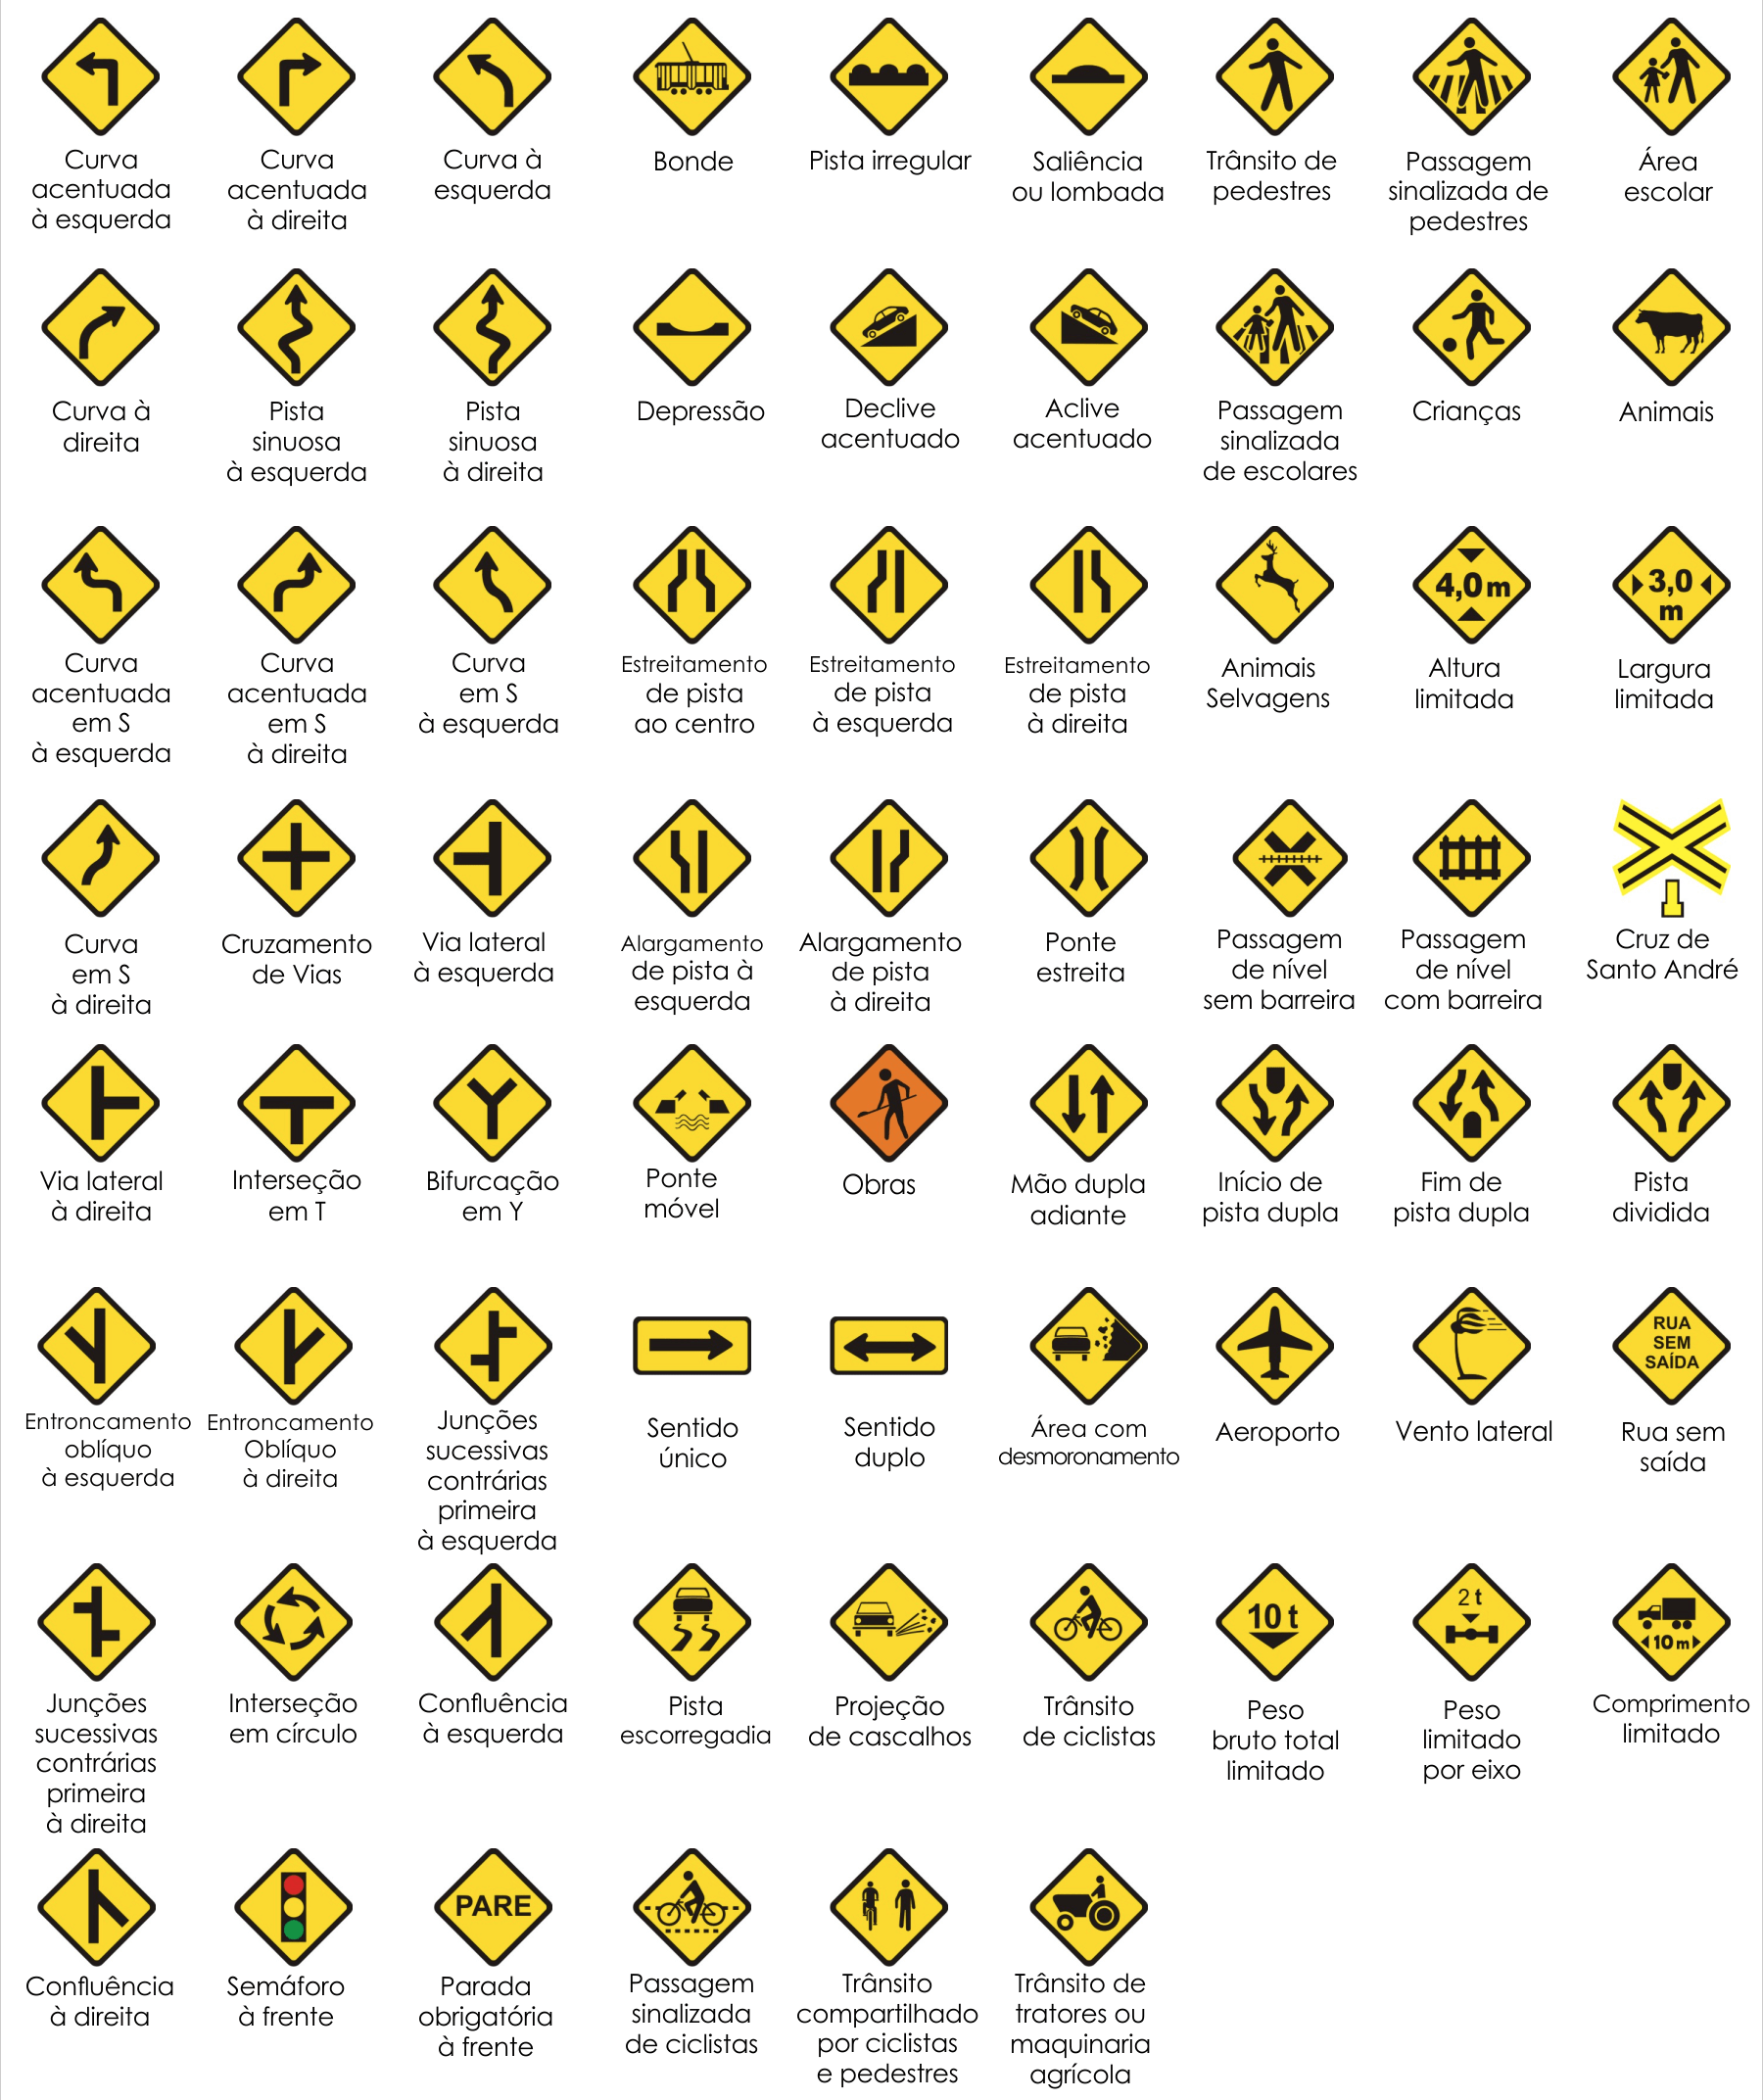 Curva
acentuada
à esquerda
Curva
acentuada
à direita
Curva à
esquerda
Bonde
Pista irregular
Saliência
ou lombada
Trânsito de
pedestres
Passagem
sinalizada de
pedestres
Área
escolar
Curva à
direita
Pista
sinuosa
à esquerda
Pista
sinuosa
à direita
Depressão
Declive
acentuado
Aclive
acentuado
Passagem
sinalizada
de escolares
Crianças
Animais
4,0 m
3,0
m
Curva
acentuada
em S
à esquerda
Curva
acentuada
em S
à direita
Curva
em S
à esquerda
Estreitamento
de pista
ao centro
Estreitamento
de pista
à esquerda
Estreitamento
de pista
à direita
Animais
Selvagens
Altura
limitada
Largura
limitada
Curva
em S
à direita
Cruzamento
de Vias
Via lateral
à esquerda
Alargamento
de pista à
esquerda
Alargamento
de pista
à direita
Ponte
estreita
Passagem
de nível
sem barreira
Passagem
de nível
com barreira
Cruz de
Santo André
Via lateral
à direita
Interseção
em T
Bifurcação
em Y
Ponte
móvel
Obras
Mão dupla
adiante
Início de
pista dupla
Fim de
pista dupla
Pista
dividida
RUA
SEM
SAÍDA
Entroncamento
oblíquo
à esquerda
Entroncamento
Oblíquo
à direita
Junções
sucessivas
contrárias
primeira
à esquerda
Sentido
único
Sentido
duplo
Área com
desmoronamento
Aeroporto
Vento lateral
Rua sem
saída
10 t
2 t
10 m
Junções
sucessivas
contrárias
primeira
à direita
Interseção
em círculo
Confluência
à esquerda
Pista
escorregadia
Projeção
de cascalhos
Trânsito
de ciclistas
Peso
bruto total
limitado
Peso
limitado
por eixo
Comprimento
limitado
PARE
Confluência
à direita
Semáforo
à frente
Parada
obrigatória
à frente
Passagem
sinalizada
de ciclistas
Trânsito
compartilhado
por ciclistas
e pedestres
Trânsito de
tratores ou
maquinaria
agrícola